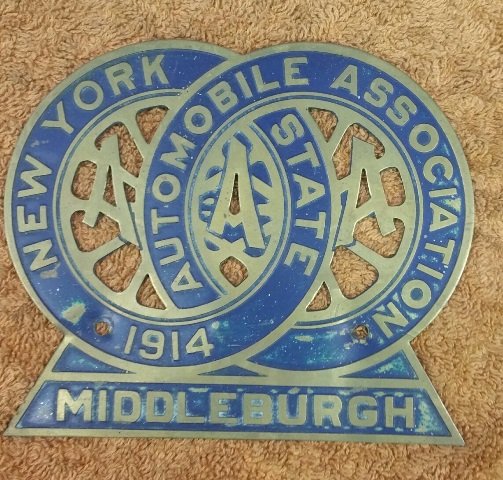 NEW YORK STATE
AUTOMOBILE ASSOCIATION
A A A
1914
MIDDLEBURGH